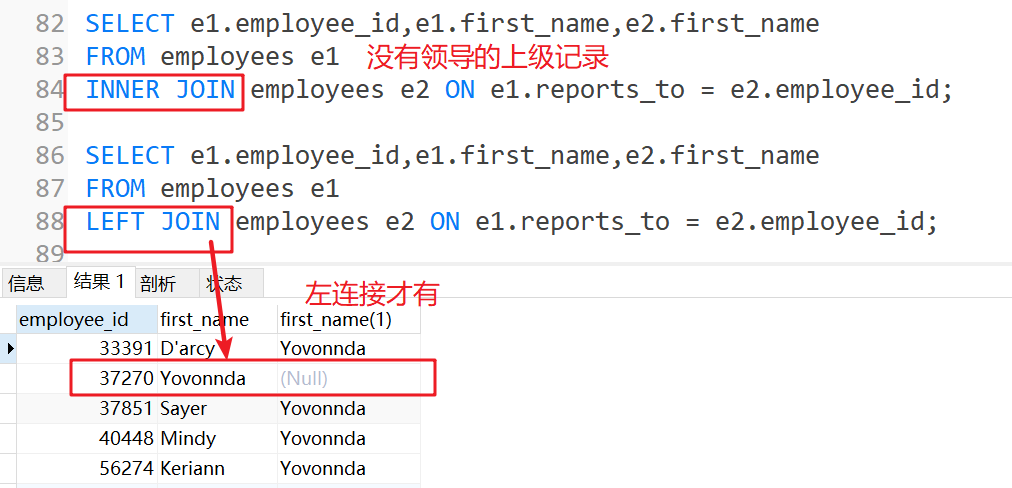 82 SELECT e1.employee_id,e1.first_name,e2.first_name
83 FROM employees e1 没有领导的上级记录
84 INNER JOIN employees e2 ON e1.reports_to = e2.employee_id;
85
86 SELECT e1.employee_id,e1.first_name,e2.first_name
87 FROM employees e1
88 LEFT JOIN employees e2 ON e1.reports_to = e2.employee_id;
89
信息 结果 1 剖析 状态
左连接才有
employee_id first_name first_name(1)
33391 D'arcy Yovonnda
37270 Yovonnda (Null)
37851 Sayer Yovonnda
40448 Mindy Yovonnda
56274 Keriann Yovonnda